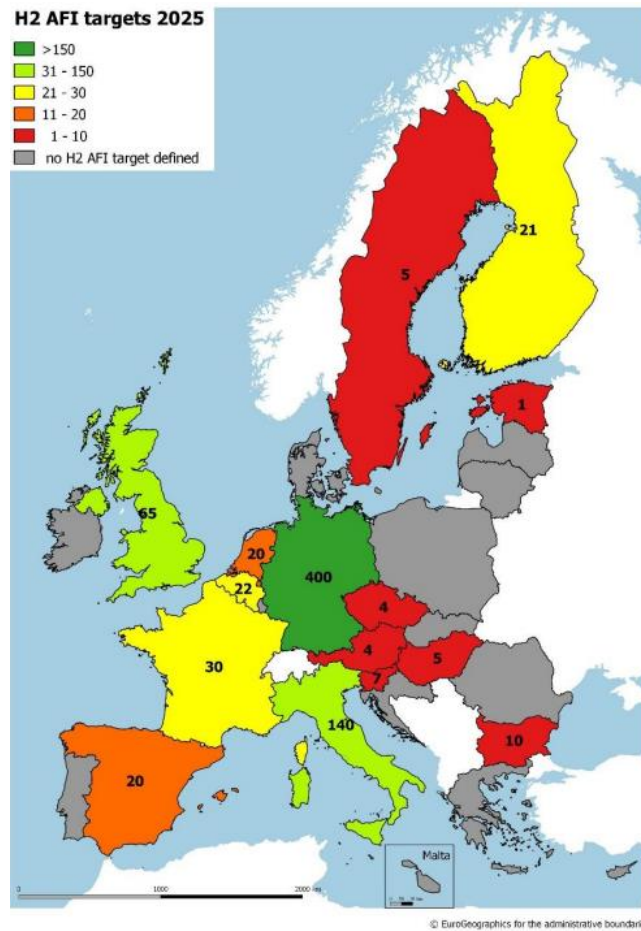 H2 AFI targets 2025
>150
31 - 150
21 - 30
11 - 20
1 - 10
no H2 AFI target defined
21
5
1
65
20
400
22
4
4
5
30
7
140
10
20
Malta
0 1000 2000 km
© EuroGeographics for the administrative boundari